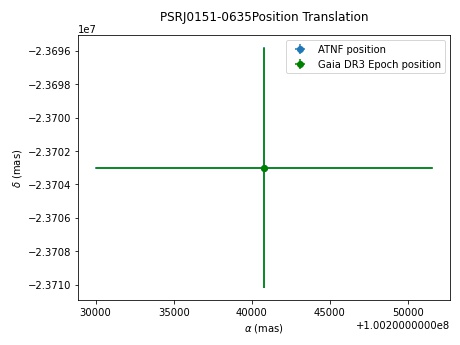 PSRJ0151-0635Position Translation
1e7
ATNF position
Gaia DR3 Epoch position
−2.3696
−2.3698
−2.3700
−2.3702
−2.3704
−2.3706
−2.3708
−2.3710
δ (mas)
30000 35000 40000 45000 50000
α (mas)
+1.0020000000e8